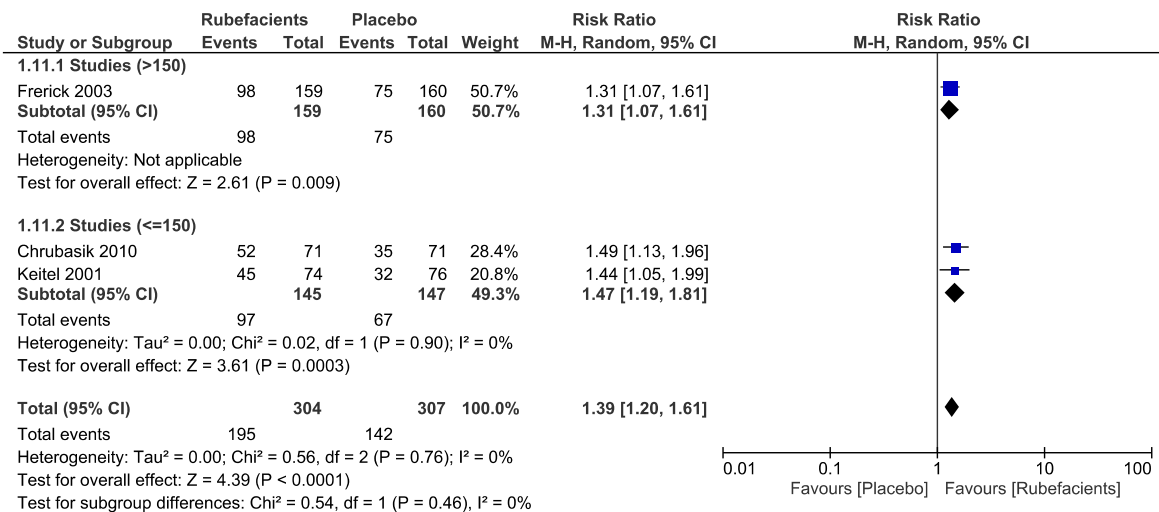 Rubefacients Placebo Risk Ratio Risk Ratio
Study or Subgroup Events Total Events Total Weight M-H, Random, 95% CI M-H, Random, 95% CI
1.11.1 Studies (>150)
Frerick 2003 98 159 75 160 50.7% 1.31 [1.07, 1.61]
Subtotal (95% CI) 159 160 50.7% 1.31 [1.07, 1.61]
Total events 98 75
Heterogeneity: Not applicable
Test for overall effect: Z = 2.61 (P = 0.009)
1.11.2 Studies (<=150)
Chrubasik 2010 52 71 35 71 28.4% 1.49 [1.13, 1.96]
Keitel 2001 45 74 32 76 20.8% 1.44 [1.05, 1.99]
Subtotal (95% CI) 145 147 49.3% 1.47 [1.19, 1.81]
Total events 97 67
Heterogeneity: Tau² = 0.00; Chi² = 0.02, df = 1 (P = 0.90); I² = 0%
Test for overall effect: Z = 3.61 (P = 0.0003)
Total (95% CI) 304 307 100.0% 1.39 [1.20, 1.61]
Total events 195 142
Heterogeneity: Tau² = 0.00; Chi² = 0.56, df = 2 (P = 0.76); I² = 0%
Test for overall effect: Z = 4.39 (P < 0.0001)
Test for subgroup differences: Chi² = 0.54, df = 1 (P = 0.46), I² = 0%
0.01 0.1 1 10 100
Favours [Placebo] Favours [Rubefacients]